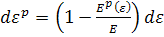 dε^p = (1 − E^p(ε)/E) dε